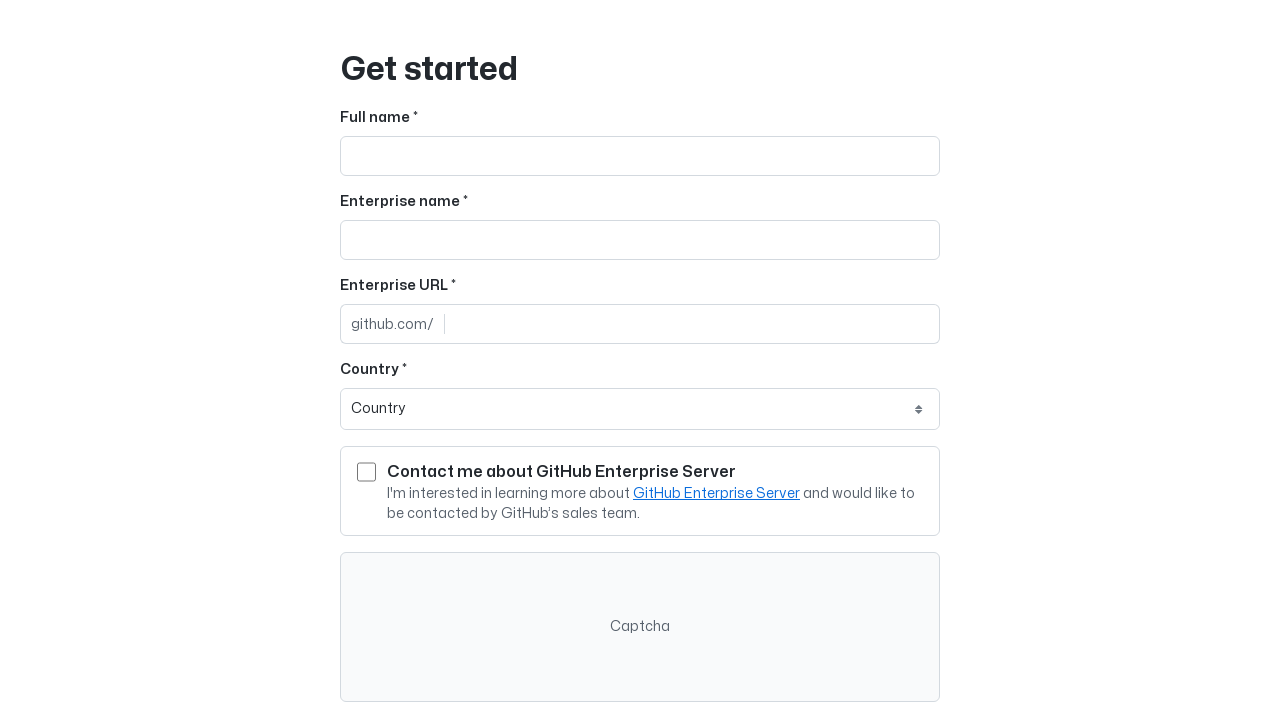 Get started
Full name *
Enterprise name *
Enterprise URL *
github.com/
Country *
Country
Contact me about GitHub Enterprise Server
I'm interested in learning more about GitHub Enterprise Server and would like to
be contacted by GitHub's sales team.
Captcha